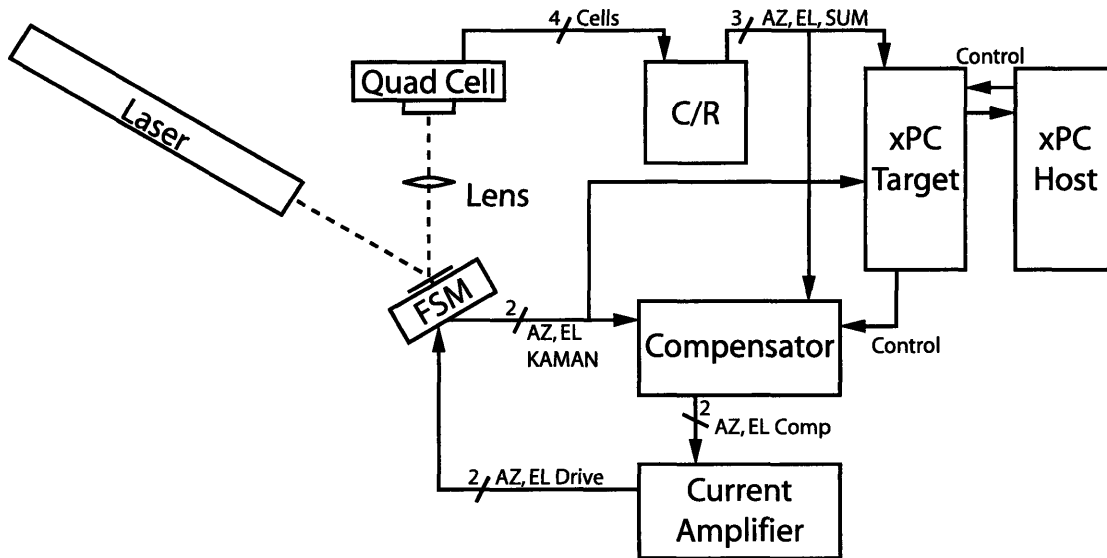 4 Cells
3 AZ, EL, SUM
Quad Cell
Control
Laser
C/R
xPC
Target
xPC
Host
Lens
FSM
2
AZ, EL
KAMAN
Compensator
Control
2
AZ, EL Comp
2 AZ, EL Drive
Current
Amplifier